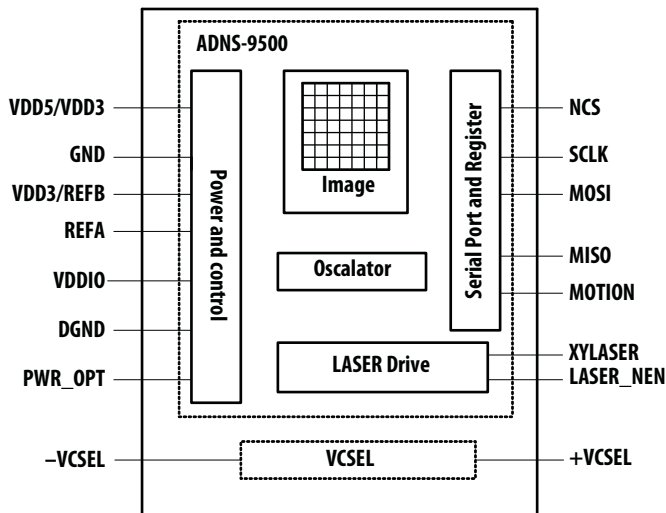 ADNS-9500
VDD5/VDD3
GND
VDD3/REFB
REFA
VDDIO
DGND
PWR_OPT
–VCSEL
Power and control
Image
Oscalator
LASER Drive
VCSEL
Serial Port and Register
NCS
SCLK
MOSI
MISO
MOTION
XYLASER
LASER_NEN
+VCSEL